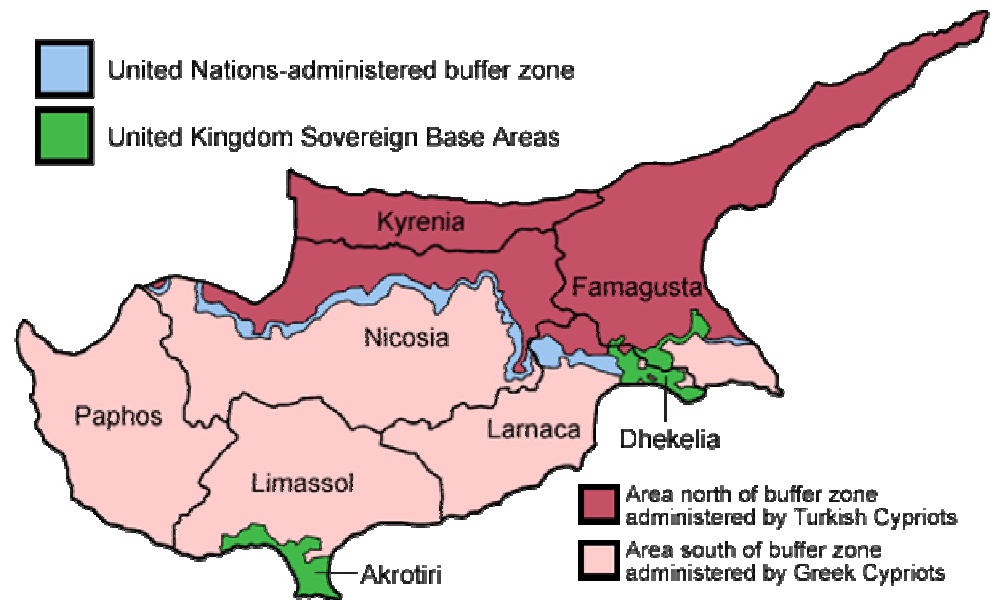 United Nations-administered buffer zone
United Kingdom Sovereign Base Areas
Kyrenia
Famagusta
Nicosia
Paphos
Larnaca
Dhekelia
Limassol
Area north of buffer zone
administered by Turkish Cypriots
Area south of buffer zone
administered by Greek Cypriots
Akrotiri